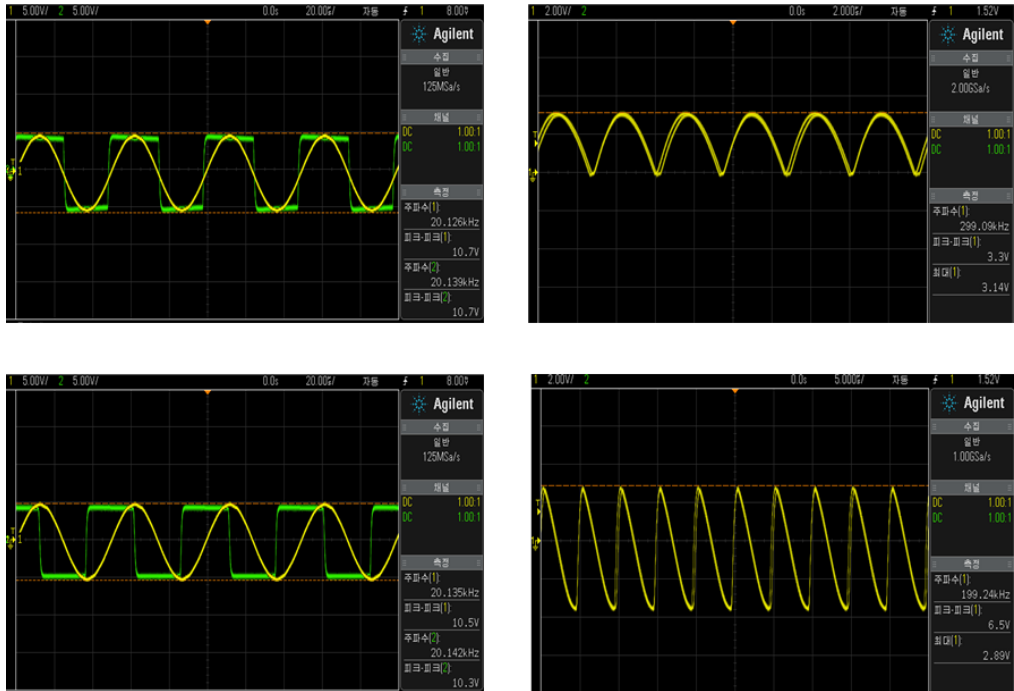 1 5.00V/ 2 5.00V/ 0.0s 20.00㎲/ 자동 ⨍ 1 8.00V
Agilent
수집
일반
125MSa/s
채널
DC 1.00:1
DC 1.00:1
측정
주파수(1):
20.126kHz
피크-피크(1):
10.7V
주파수(2):
20.139kHz
피크-피크(2):
10.7V
1 2.00V/ 2 0.0s 2.000㎲/ 자동 ⨍ 1 1.52V
Agilent
수집
일반
2.00GSa/s
채널
DC 1.00:1
DC 1.00:1
측정
주파수(1):
299.09kHz
피크-피크(1):
3.3V
최대(1):
3.14V
1 5.00V/ 2 5.00V/ 0.0s 20.00㎲/ 자동 ⨍ 1 8.00V
Agilent
수집
일반
125MSa/s
채널
DC 1.00:1
DC 1.00:1
측정
주파수(1):
20.135kHz
피크-피크(1):
10.5V
주파수(2):
20.142kHz
피크-피크(2):
10.3V
1 2.00V/ 2 0.0s 5.000㎲/ 자동 ⨍ 1 1.52V
Agilent
수집
일반
1.00GSa/s
채널
DC 1.00:1
DC 1.00:1
측정
주파수(1):
199.24kHz
피크-피크(1):
6.5V
최대(1):
2.89V